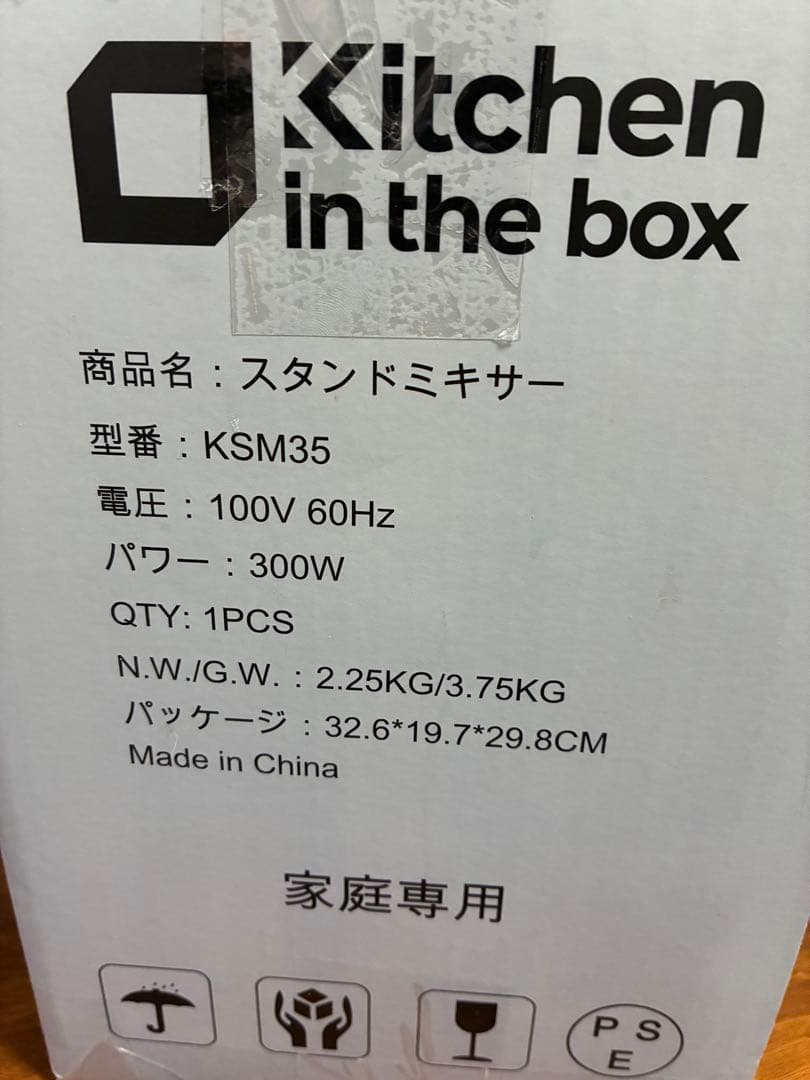 Kitchen
in the box
商品名：スタンドミキサー
型番：KSM35
電圧：100V 60Hz
パワー：300W
QTY: 1PCS
N.W./G.W.：2.25KG/3.75KG
パッケージ：32.6*19.7*29.8CM
Made in China
家庭専用
P S
E